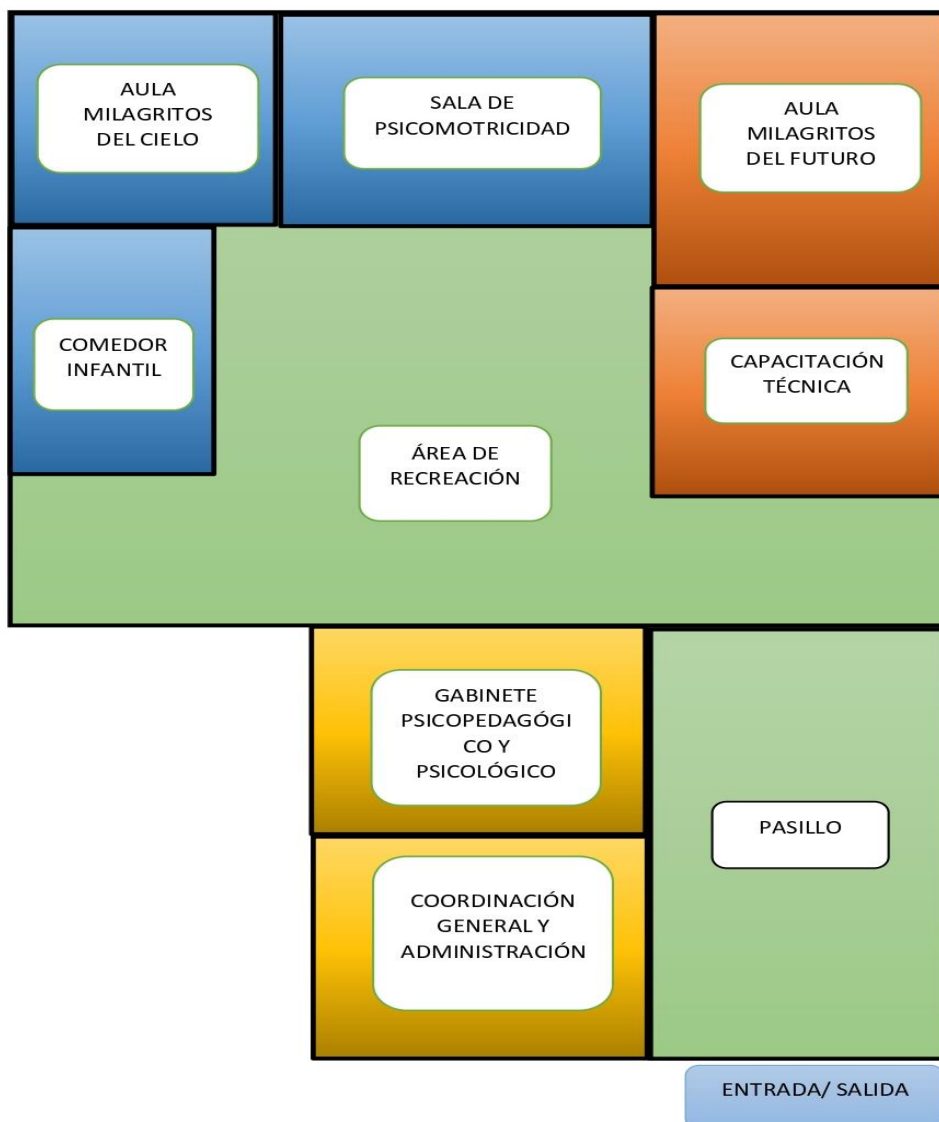 AULA
MILAGRITOS
DEL CIELO
SALA DE
PSICOMOTRICIDAD
AULA
MILAGRITOS
DEL FUTURO
COMEDOR
INFANTIL
CAPACITACIÓN
TÉCNICA
ÁREA DE
RECREACIÓN
GABINETE
PSICOPEDAGÓGI
CO Y
PSICOLÓGICO
PASILLO
COORDINACIÓN
GENERAL Y
ADMINISTRACIÓN
ENTRADA/ SALIDA